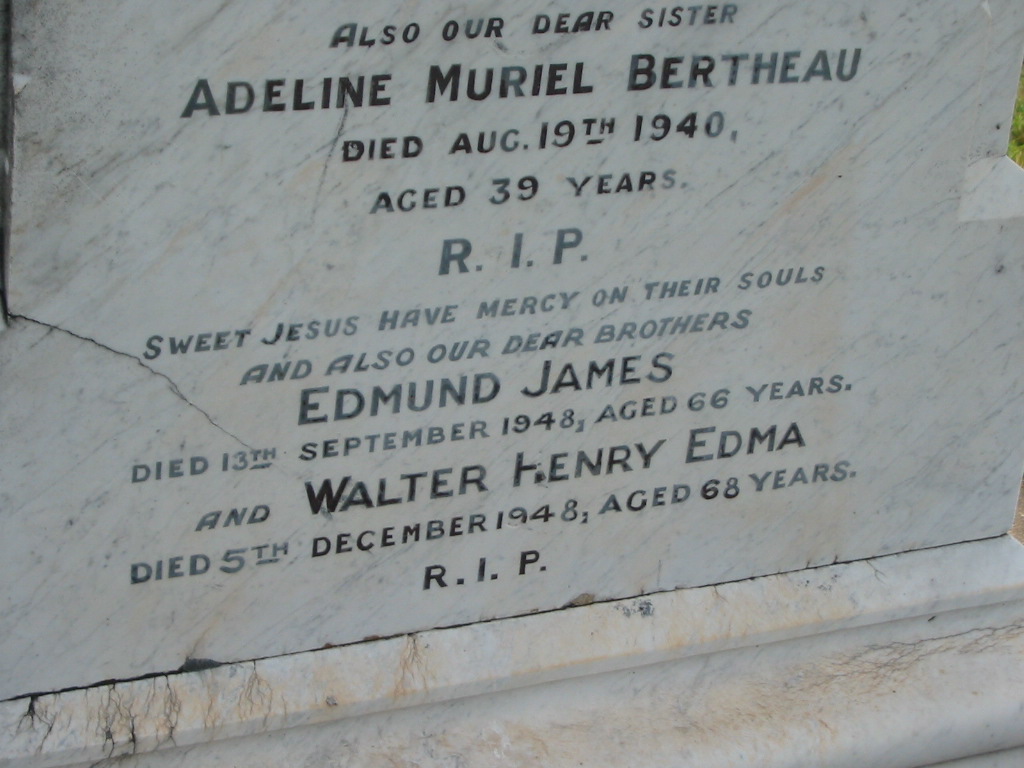 ALSO OUR DEAR SISTER
ADELINE MURIEL BERTHEAU
DIED AUG. 19TH 1940,
AGED 39 YEARS.
R. I. P.
SWEET JESUS HAVE MERCY ON THEIR SOULS
AND ALSO OUR DEAR BROTHERS
EDMUND JAMES
DIED 13TH SEPTEMBER 1948, AGED 66 YEARS.
AND WALTER HENRY EDMA
DIED 5TH DECEMBER 1948, AGED 68 YEARS.
R. I. P.